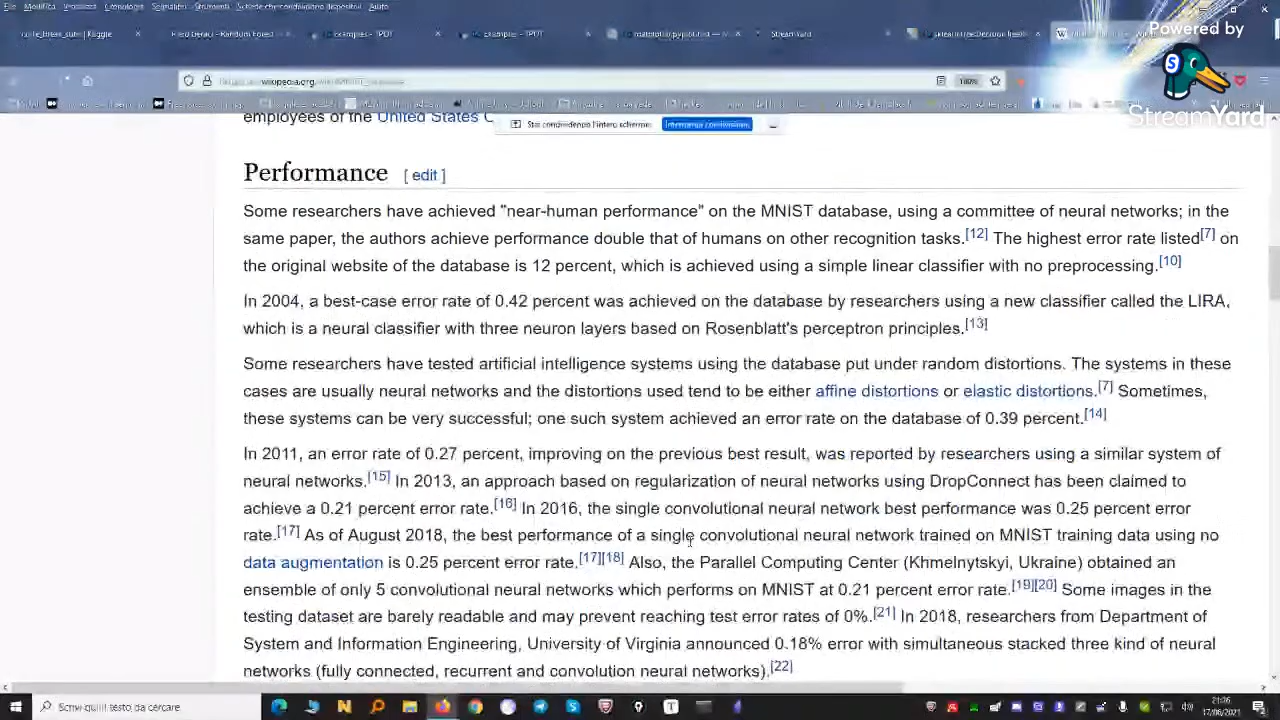 Powered by
StreamYard
wikipedia.org
employees of the United States C
Stai condividendo l'intero schermo.
Performance [ edit ]
Some researchers have achieved "near-human performance" on the MNIST database, using a committee of neural networks; in the
same paper, the authors achieve performance double that of humans on other recognition tasks.[12] The highest error rate listed[7] on
the original website of the database is 12 percent, which is achieved using a simple linear classifier with no preprocessing.[10]
In 2004, a best-case error rate of 0.42 percent was achieved on the database by researchers using a new classifier called the LIRA,
which is a neural classifier with three neuron layers based on Rosenblatt's perceptron principles.[13]
Some researchers have tested artificial intelligence systems using the database put under random distortions. The systems in these
cases are usually neural networks and the distortions used tend to be either affine distortions or elastic distortions.[7] Sometimes,
these systems can be very successful; one such system achieved an error rate on the database of 0.39 percent.[14]
In 2011, an error rate of 0.27 percent, improving on the previous best result, was reported by researchers using a similar system of
neural networks.[15] In 2013, an approach based on regularization of neural networks using DropConnect has been claimed to
achieve a 0.21 percent error rate.[16] In 2016, the single convolutional neural network best performance was 0.25 percent error
rate.[17] As of August 2018, the best performance of a single convolutional neural network trained on MNIST training data using no
data augmentation is 0.25 percent error rate.[17][18] Also, the Parallel Computing Center (Khmelnytskyi, Ukraine) obtained an
ensemble of only 5 convolutional neural networks which performs on MNIST at 0.21 percent error rate.[19][20] Some images in the
testing dataset are barely readable and may prevent reaching test error rates of 0%.[21] In 2018, researchers from Department of
System and Information Engineering, University of Virginia announced 0.18% error with simultaneous stacked three kind of neural
networks (fully connected, recurrent and convolution neural networks).[22]
Scrivi qui il testo da cercare
17/06/2021